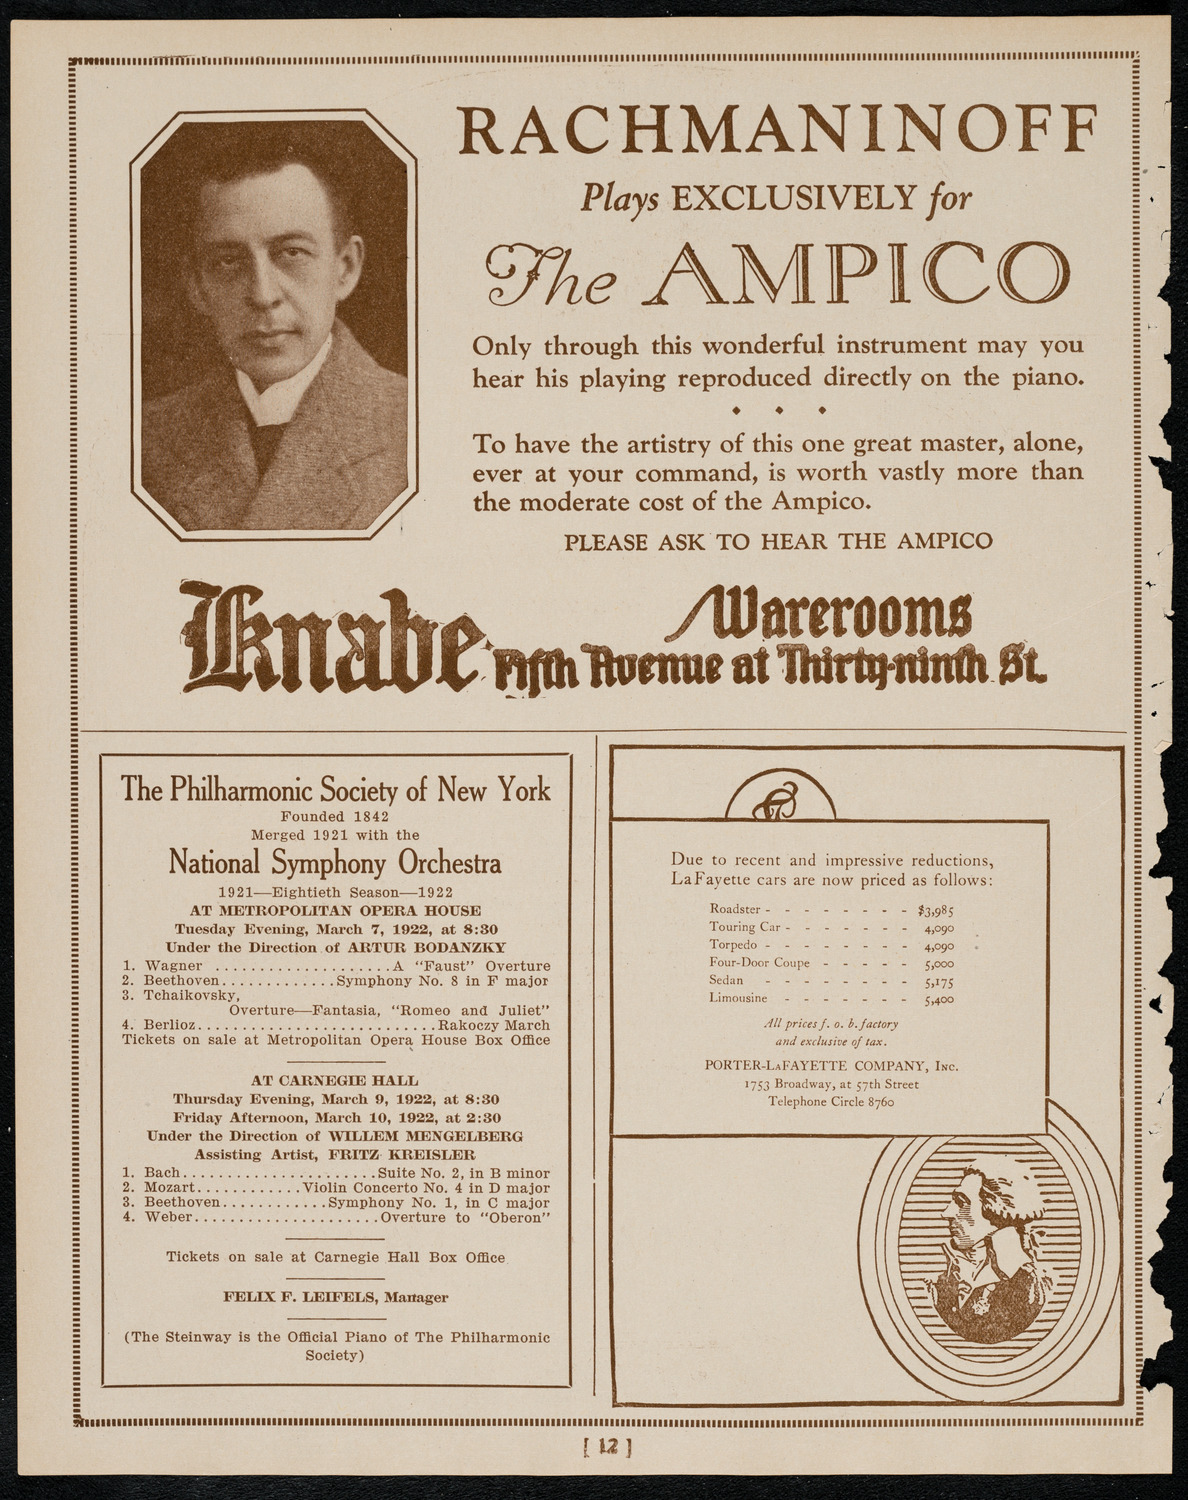 RACHMANINOFF
Plays EXCLUSIVELY for
The AMPICO
Only through this wonderful instrument may you
hear his playing reproduced directly on the piano.
To have the artistry of this one great master, alone,
ever at your command, is worth vastly more than
the moderate cost of the Ampico.
PLEASE ASK TO HEAR THE AMPICO
Knabe Warerooms
Fifth Avenue at Thirty-ninth St.
The Philharmonic Society of New York
Founded 1842
Merged 1921 with the
National Symphony Orchestra
1921—Eightieth Season—1922
AT METROPOLITAN OPERA HOUSE
Tuesday Evening, March 7, 1922, at 8:30
Under the Direction of ARTUR BODANZKY
1. Wagner ....................A "Faust" Overture
2. Beethoven.............Symphony No. 8 in F major
3. Tchaikovsky,
Overture—Fantasia, "Romeo and Juliet"
4. Berlioz..........................Rakoczy March
Tickets on sale at Metropolitan Opera House Box Office
AT CARNEGIE HALL
Thursday Evening, March 9, 1922, at 8:30
Friday Afternoon, March 10, 1922, at 2:30
Under the Direction of WILLEM MENGELBERG
Assisting Artist, FRITZ KREISLER
1. Bach......................Suite No. 2, in B minor
2. Mozart............Violin Concerto No. 4 in D major
3. Beethoven............Symphony No. 1, in C major
4. Weber.....................Overture to "Oberon"
Tickets on sale at Carnegie Hall Box Office
FELIX F. LEIFELS, Manager
(The Steinway is the Official Piano of The Philharmonic
Society)
Due to recent and impressive reductions,
LaFayette cars are now priced as follows:
Roadster - - - - - - - - $3,985
Touring Car - - - - - - - 4,090
Torpedo - - - - - - - - 4,090
Four-Door Coupe - - - - - 5,000
Sedan - - - - - - - - 5,175
Limousine - - - - - - - 5,400
All prices f. o. b. factory
and exclusive of tax.
PORTER-LAFAYETTE COMPANY, INC.
1753 Broadway, at 57th Street
Telephone Circle 8760
[ 12 ]